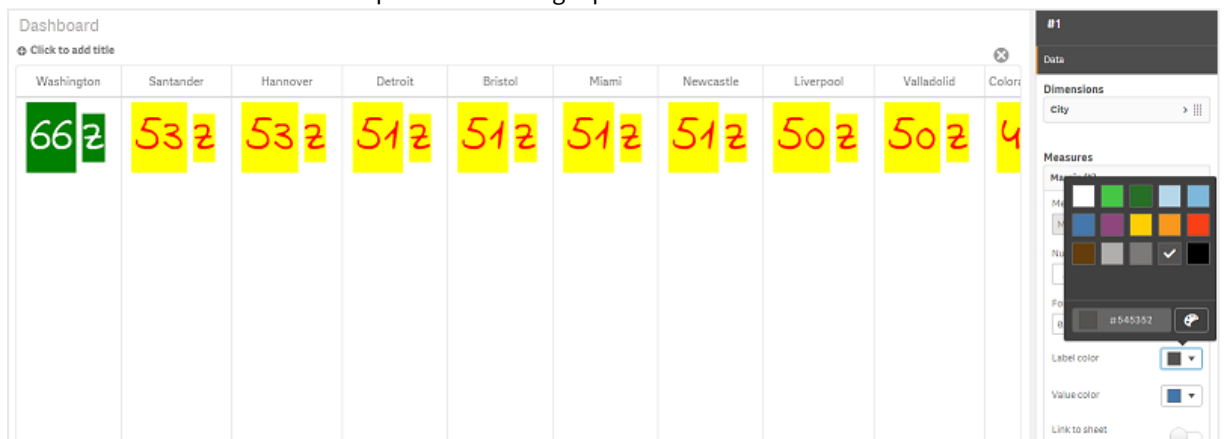 Dashboard
Click to add title
Washington Santander Hannover Detroit Bristol Miami Newcastle Liverpool Valladolid
66 z 53 z 53 z 51 z 51 z 51 z 51 z 50 z 50 z 4
#1
Data
Dimensions
City
Measures
#545352
Label color
Value color
Link to sheet